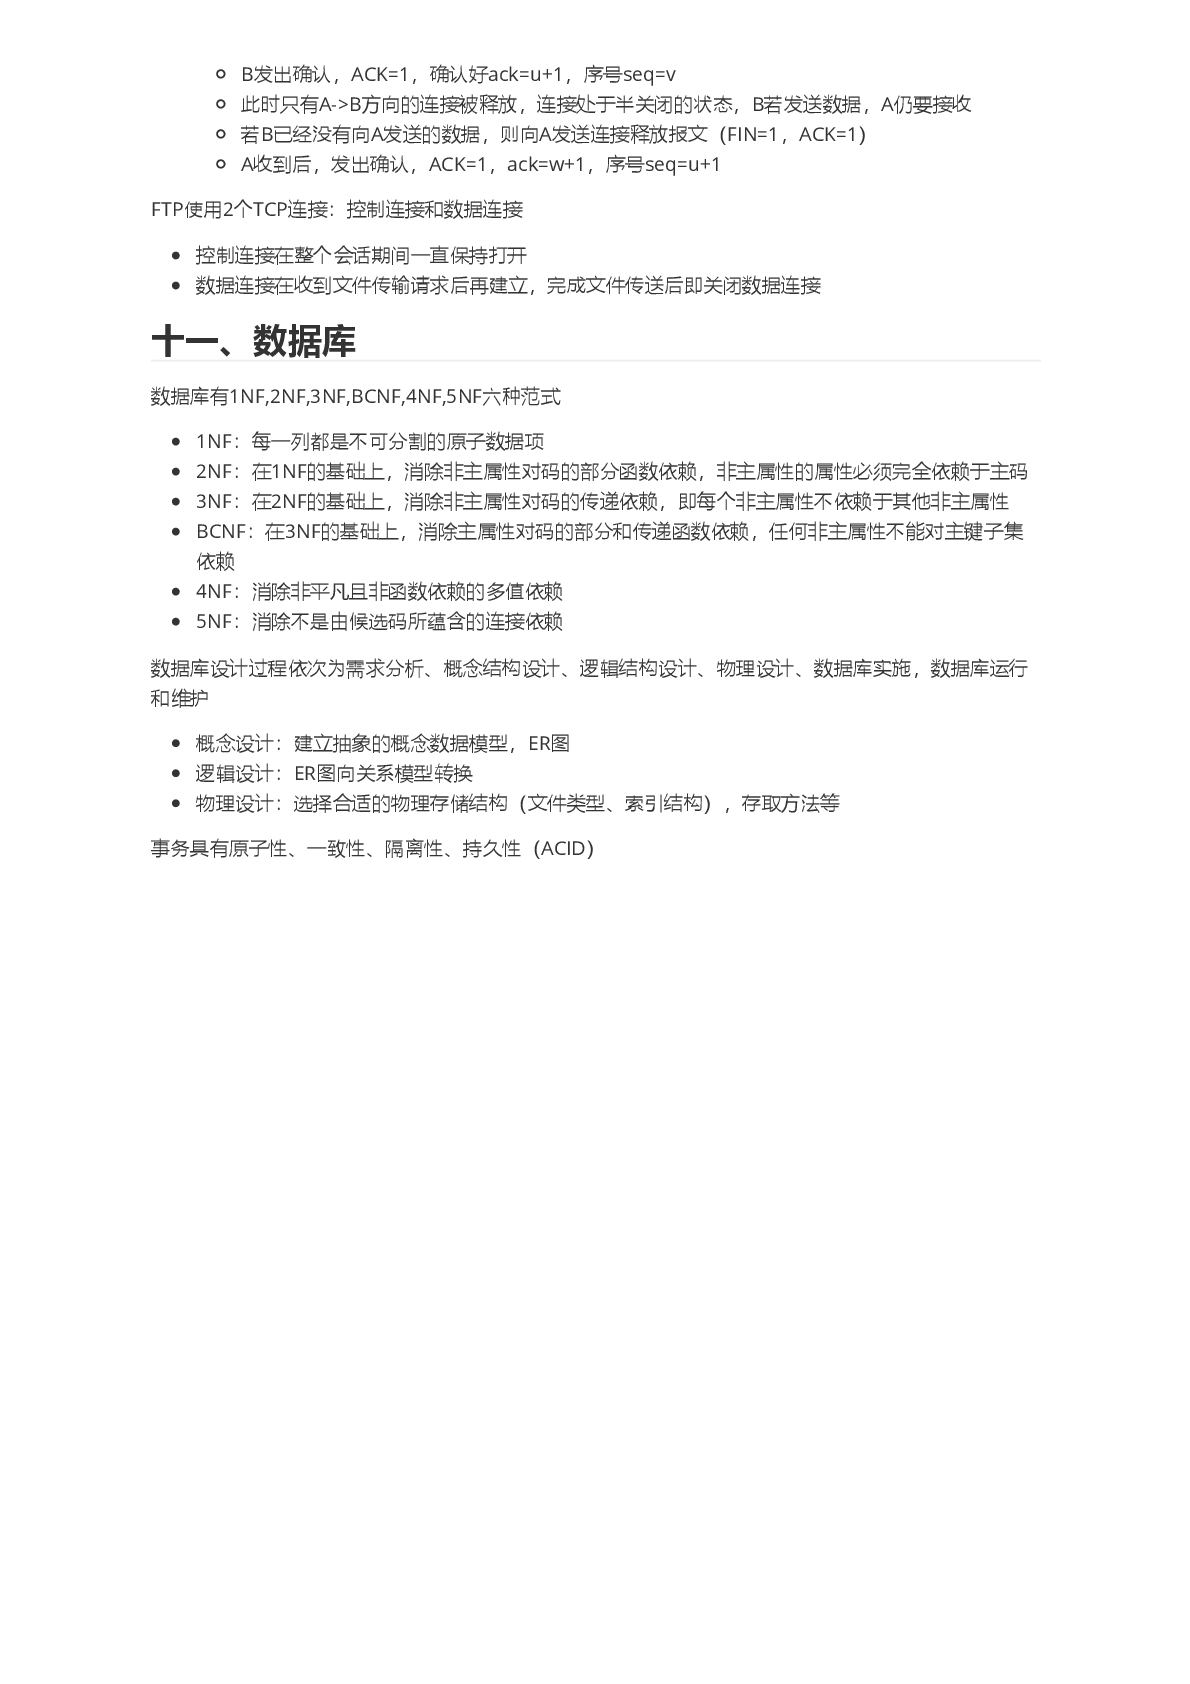 B发出确认，ACK=1，确认好ack=u+1，序号seq=v
此时只有A->B方向的连接被释放，连接处于半关闭的状态，B若发送数据，A仍要接收
若B已经没有向A发送的数据，则向A发送连接释放报文（FIN=1，ACK=1）
A收到后，发出确认，ACK=1，ack=w+1，序号seq=u+1
FTP使用2个TCP连接：控制连接和数据连接
控制连接在整个会话期间一直保持打开
数据连接在收到文件传输请求后再建立，完成文件传送后即关闭数据连接
十一、数据库
数据库有1NF,2NF,3NF,BCNF,4NF,5NF六种范式
1NF：每一列都是不可分割的原子数据项
2NF：在1NF的基础上，消除非主属性对码的部分函数依赖，非主属性的属性必须完全依赖于主码
3NF：在2NF的基础上，消除非主属性对码的传递依赖，即每个非主属性不依赖于其他非主属性
BCNF：在3NF的基础上，消除主属性对码的部分和传递函数依赖，任何非主属性不能对主键子集
依赖
4NF：消除非平凡且非函数依赖的多值依赖
5NF：消除不是由候选码所蕴含的连接依赖
数据库设计过程依次为需求分析、概念结构设计、逻辑结构设计、物理设计、数据库实施，数据库运行
和维护
概念设计：建立抽象的概念数据模型，ER图
逻辑设计：ER图向关系模型转换
物理设计：选择合适的物理存储结构（文件类型、索引结构），存取方法等
事务具有原子性、一致性、隔离性、持久性（ACID）